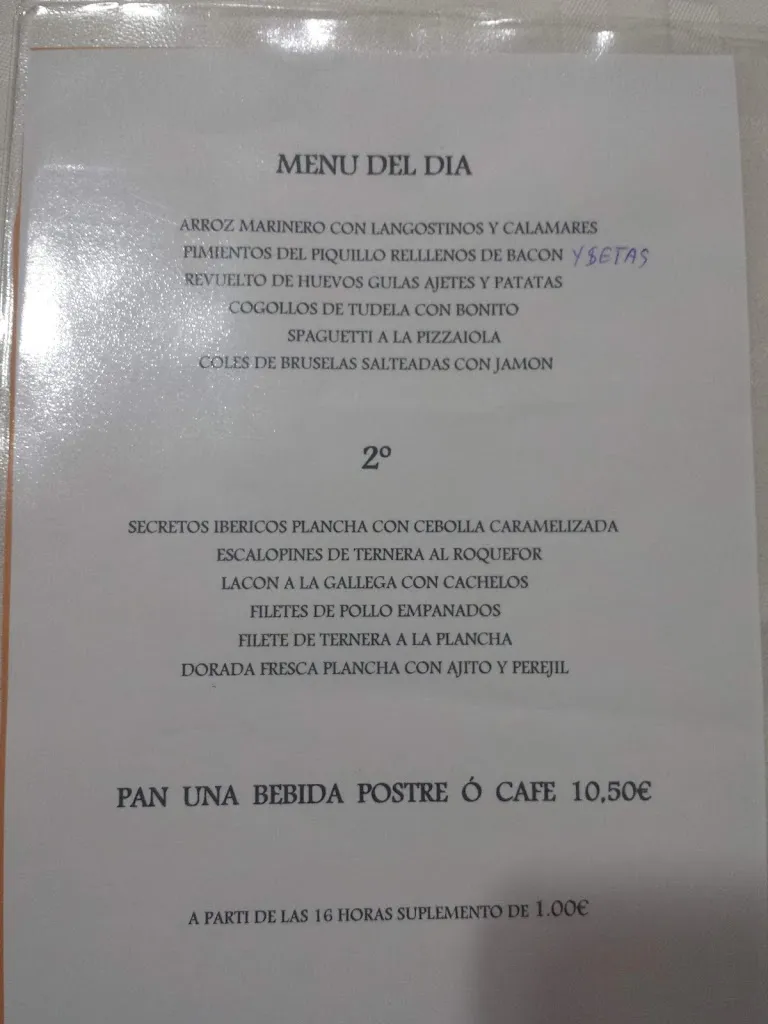 MENU DEL DIA
ARROZ MARINERO CON LANGOSTINOS Y CALAMARES
PIMIENTOS DEL PIQUILLO RELLLENOS DE BACON Y SETAS
REVUELTO DE HUEVOS GULAS AJETES Y PATATAS
COGOLLOS DE TUDELA CON BONITO
SPAGUETTI A LA PIZZAIOLA
COLES DE BRUSELAS SALTEADAS CON JAMON
2º
SECRETOS IBERICOS PLANCHA CON CEBOLLA CARAMELIZADA
ESCALOPINES DE TERNERA AL ROQUEFOR
LACON A LA GALLEGA CON CACHELOS
FILETES DE POLLO EMPANADOS
FILETE DE TERNERA A LA PLANCHA
DORADA FRESCA PLANCHA CON AJITO Y PEREJIL
PAN UNA BEBIDA POSTRE Ó CAFE 10,50€
A PARTI DE LAS 16 HORAS SUPLEMENTO DE 1.00€